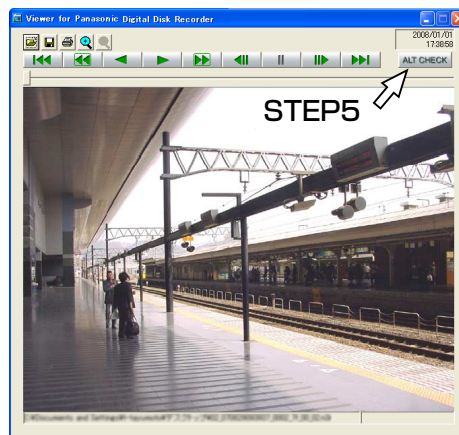 Viewer for Panasonic Digital Disk Recorder
2008/01/01
17:38:58
ALT CHECK
STEP5